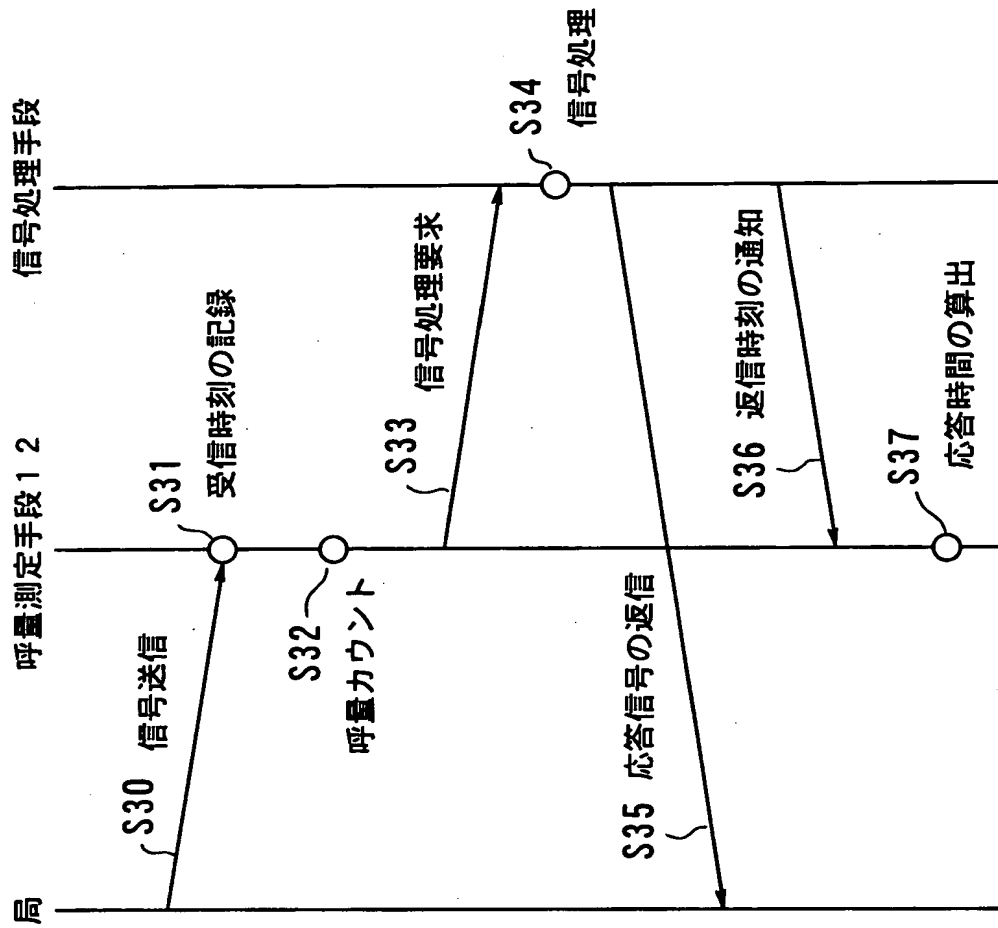 局
呼量測定手段12
信号処理手段
S30 信号送信
S31
受信時刻の記録
S32
呼量カウント
S33
信号処理要求
S34
信号処理
S35 応答信号の返信
S36 返信時刻の通知
S37
応答時間の算出